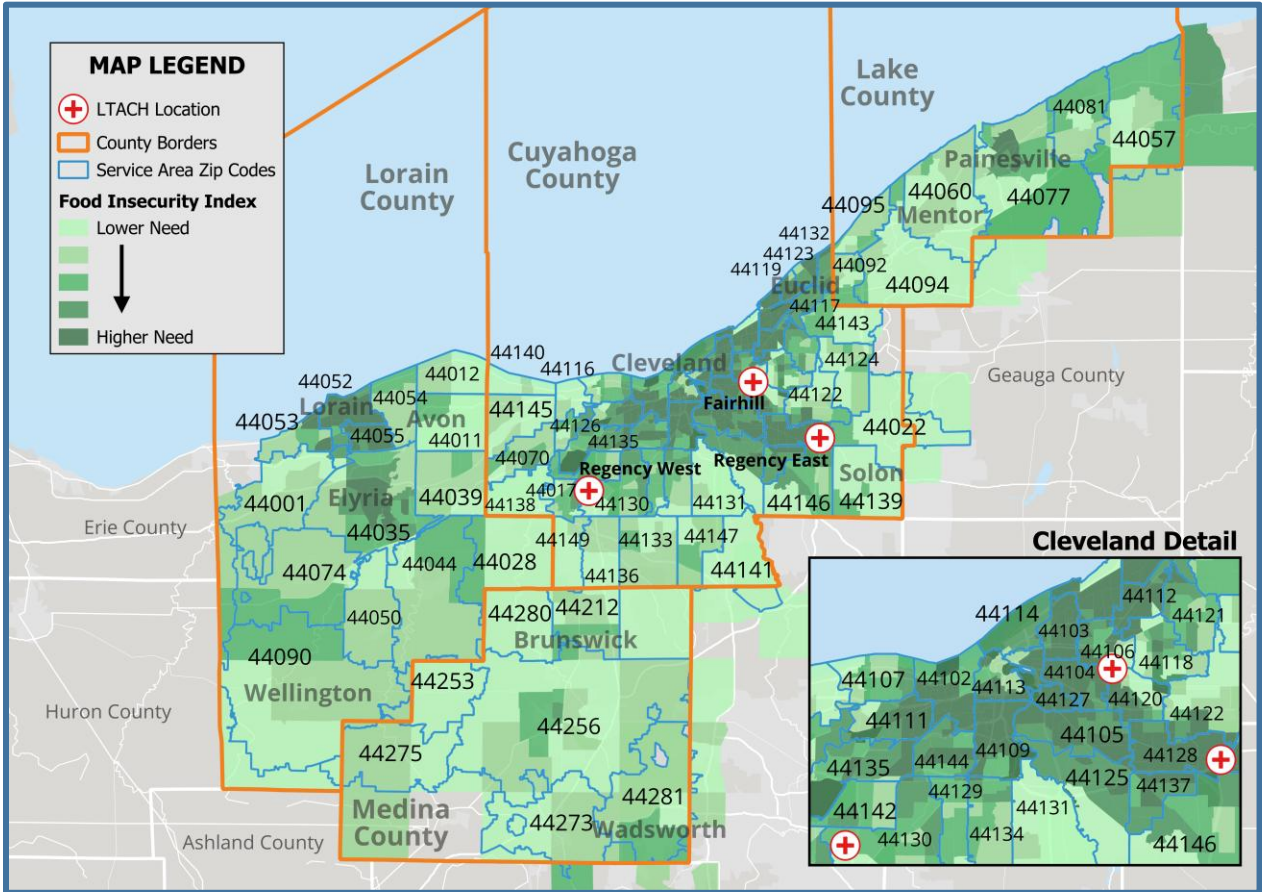 MAP LEGEND
LTACH Location
County Borders
Service Area Zip Codes
Food Insecurity Index
Lower Need
Higher Need
Lake
County
Cuyahoga
County
Lorain
County
44081
44057
Painesville
44060
44077
44095
Mentor
44132
44123
44119
44092
Euclid
44094
44117
44143
44140
44116
Cleveland
44124
44012
44052
Geauga County
44054
Fairhill
44122
Lorain
44145
Avon
44053
44126
44022
44055
44011
44135
44070
Regency West
Regency East
Solon
44001
Elyria
44039
44017
44138
44130
44131
44146
44139
Erie County
44035
44149
44133
44147
44074
44044
44028
44136
44141
44050
44280
44212
Brunswick
44090
Wellington
44253
Huron County
44256
44275
44281
Medina
County
44273
Wadsworth
Ashland County
Cleveland Detail
44114
44112
44121
44103
44106
44118
44107
44102
44104
44113
44127
44120
44122
44111
44105
44109
44128
44135
44144
44125
44137
44129
44142
44131
44130
44134
44146